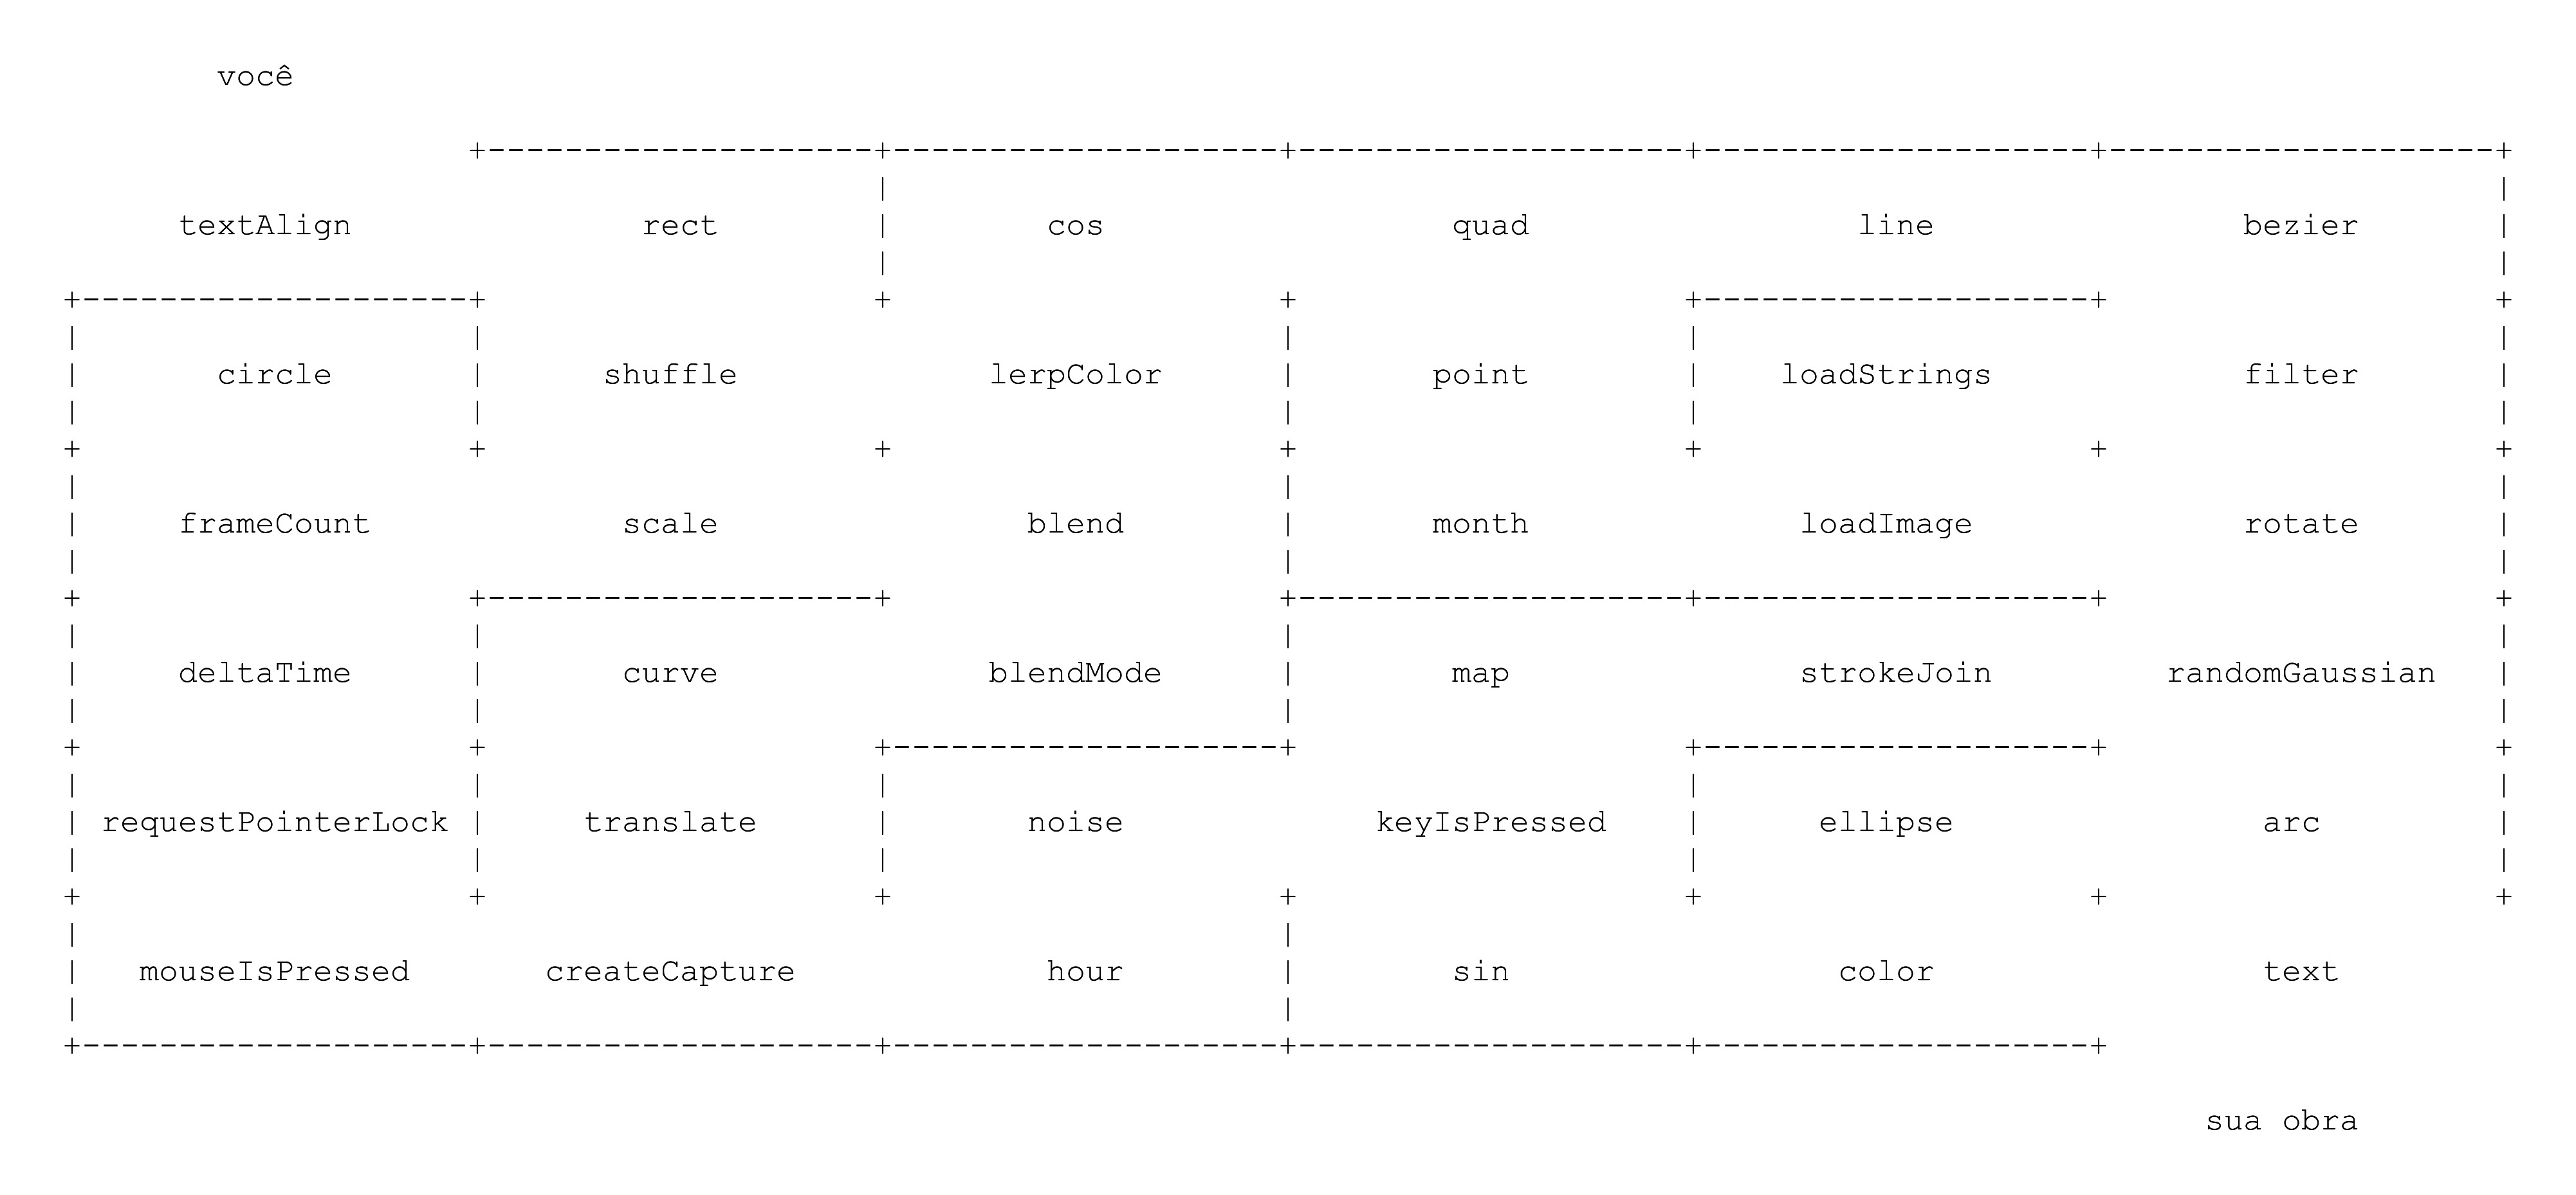 você
textAlign rect cos quad line bezier
circle shuffle lerpColor point loadStrings filter
frameCount scale blend month loadImage rotate
deltaTime curve blendMode map strokeJoin randomGaussian
requestPointerLock translate noise keyIsPressed ellipse arc
mouseIsPressed createCapture hour sin color text
sua obra